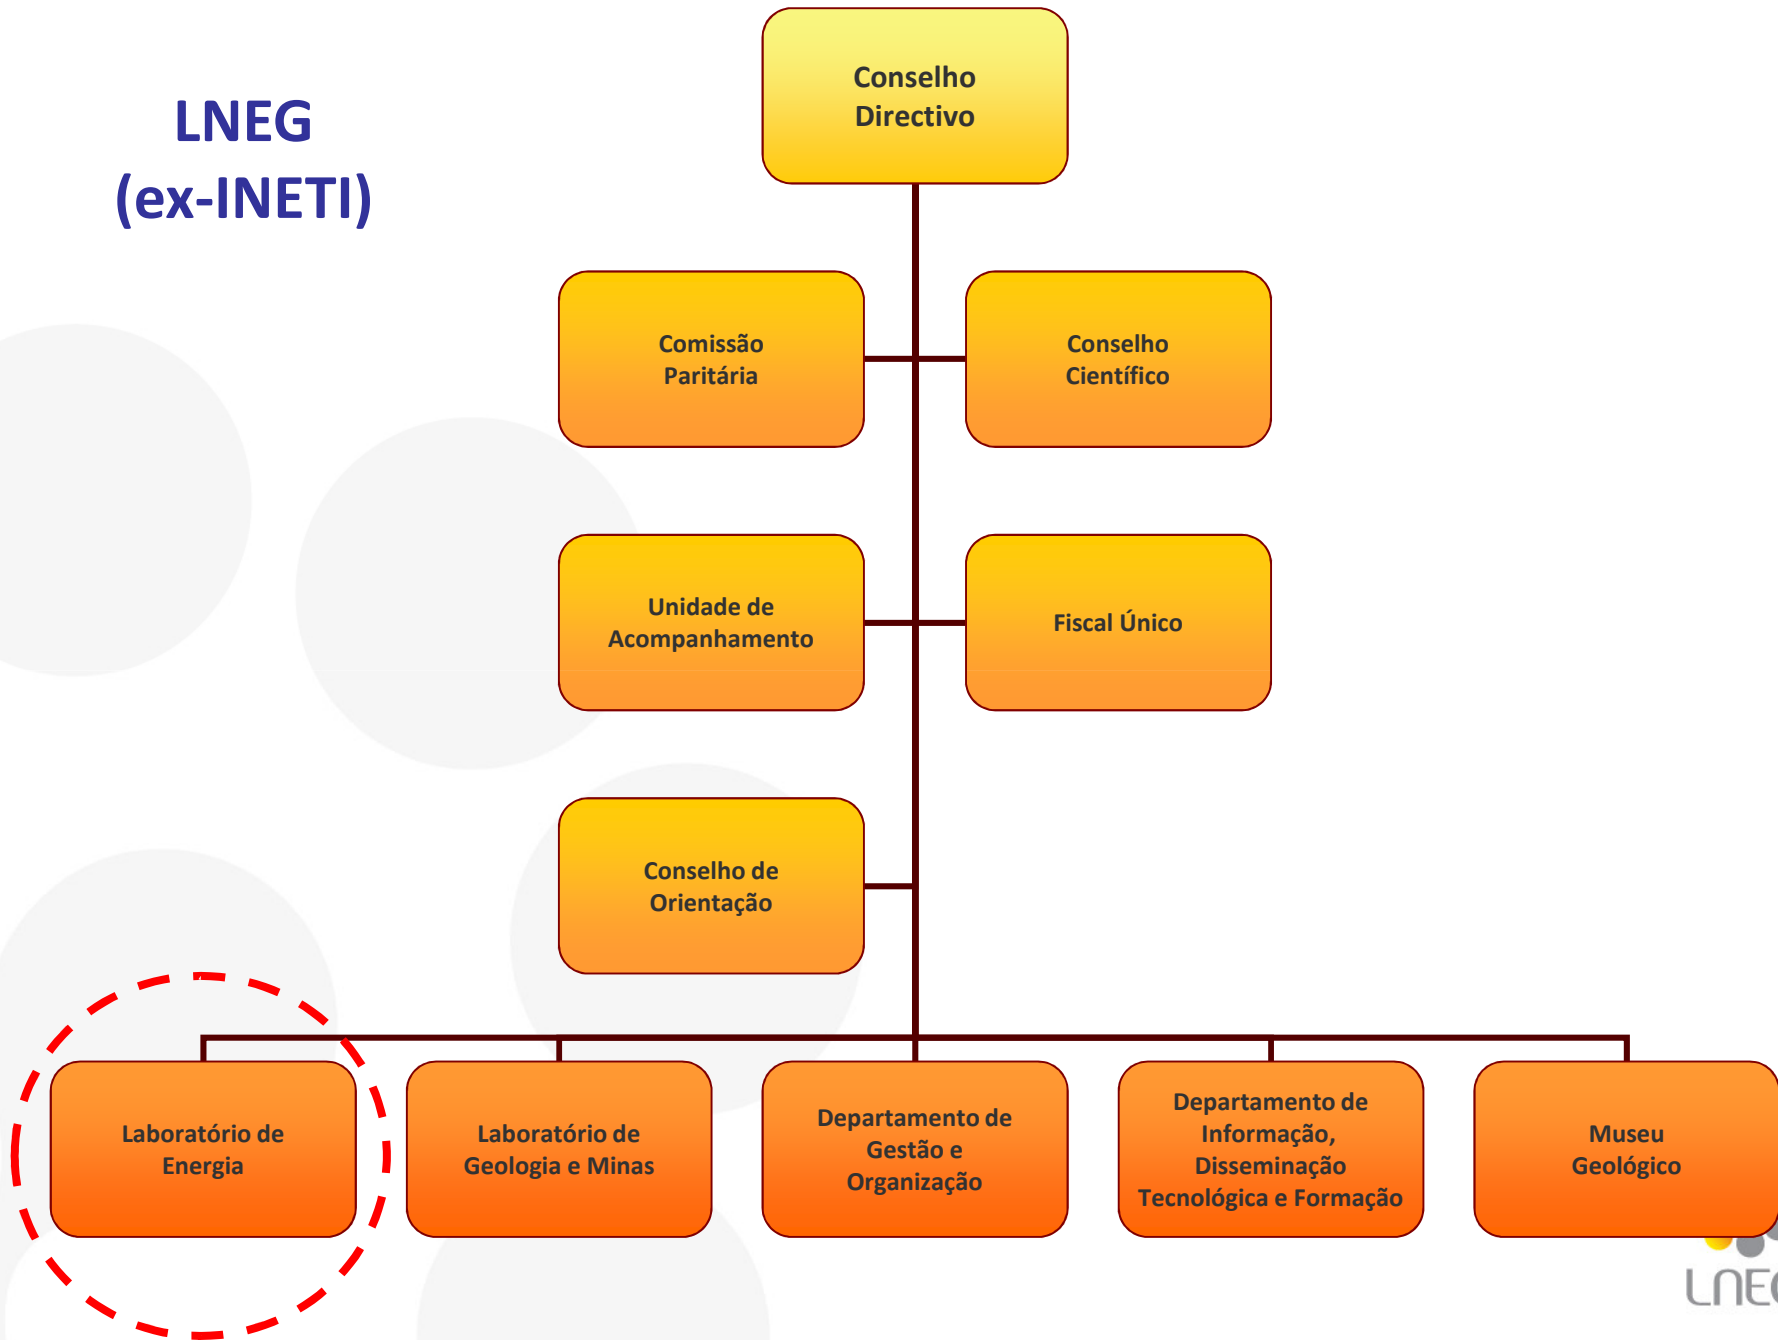 LNEG
(ex-INETI)
Conselho
Directivo
Comissão
Paritária
Conselho
Científico
Unidade de
Acompanhamento
Fiscal Único
Conselho de
Orientação
Laboratório de
Energia
Laboratório de
Geologia e Minas
Departamento de
Gestão e
Organização
Departamento de
Informação,
Disseminação
Tecnológica e Formação
Museu
Geológico
LNEG